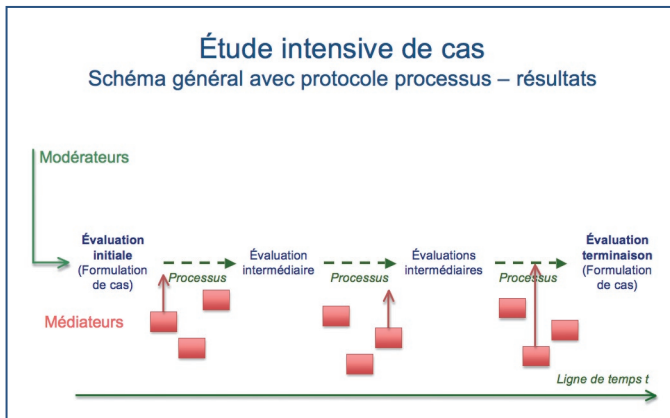 Étude intensive de cas
Schéma général avec protocole processus – résultats
Modérateurs
Évaluation
initiale
(Formulation
de cas)
Processus
Évaluation
intermédiaire
Processus
Évaluations
intermédiaires
Processus
Évaluation
terminaison
(Formulation
de cas)
Médiateurs
Ligne de temps t